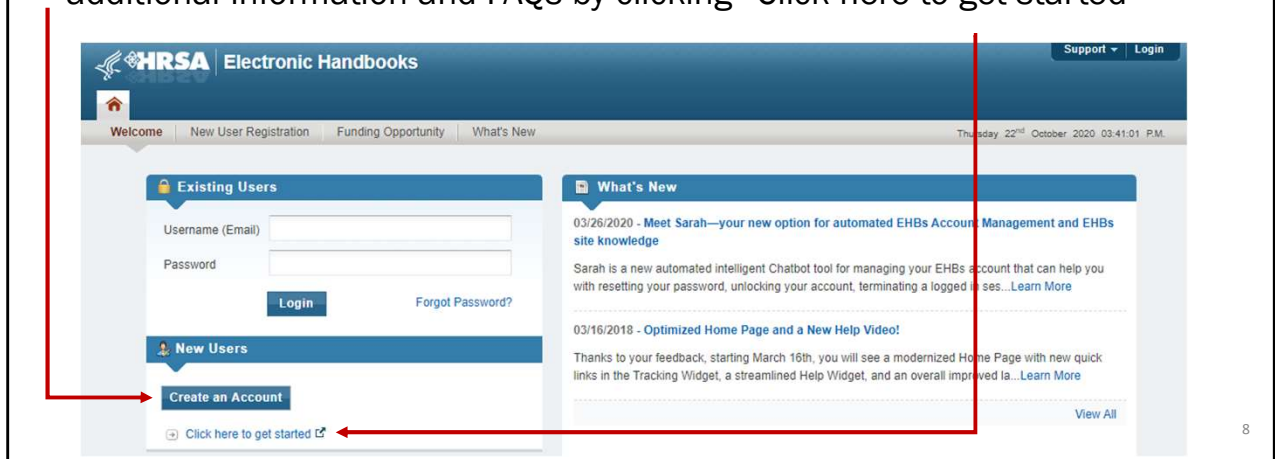 additional information and FAQs by clicking "Click here to get started"
HRSA Electronic Handbooks
Support Login
Welcome New User Registration Funding Opportunity What's New
Thursday 22nd October 2020 03:41:01 P.M.
Existing Users
Username (Email)
Password
Login Forgot Password?
New Users
Create an Account
Click here to get started
What's New
03/26/2020 - Meet Sarah—your new option for automated EHBs Account Management and EHBs
site knowledge
Sarah is a new automated intelligent Chatbot tool for managing your EHBs account that can help you
with resetting your password, unlocking your account, terminating a logged in ses...Learn More
03/16/2018 - Optimized Home Page and a New Help Video!
Thanks to your feedback, starting March 16th, you will see a modernized Home Page with new quick
links in the Tracking Widget, a streamlined Help Widget, and an overall improved la...Learn More
View All
8